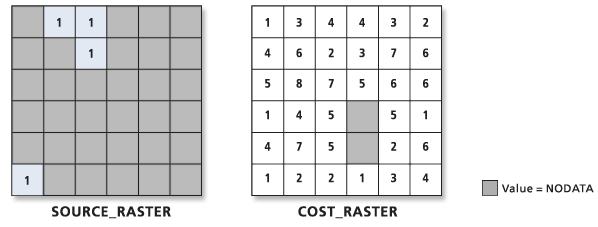 1 1 1 3 4 4 3 2
1 4 6 2 3 7 6
5 8 7 5 6 6
1 4 5 5 1
4 7 5 2 6
1 1 2 2 1 3 4
Value = NODATA
SOURCE_RASTER COST_RASTER